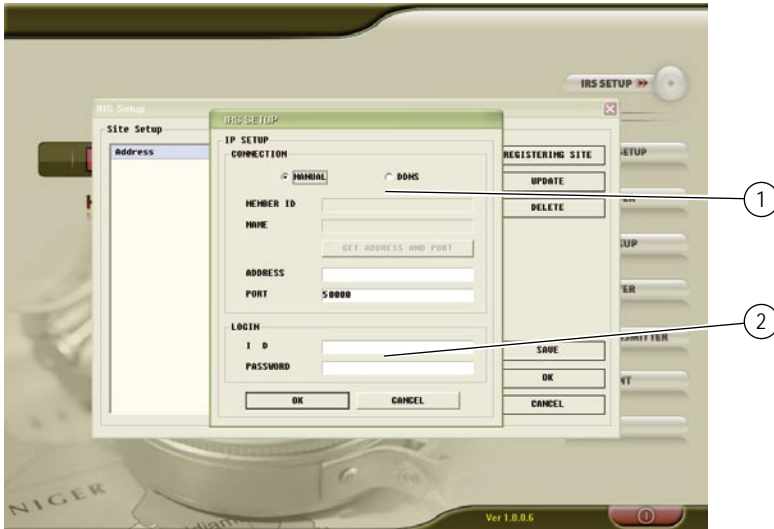 IRS SETUP
IRS Setup
IRS SETUP
Site Setup
Address
IP SETUP
CONNECTION
MANUAL
DDNS
MEMBER ID
NAME
GET ADDRESS AND PORT
ADDRESS
PORT
50000
LOGIN
I D
PASSWORD
OK
CANCEL
REGISTERING SITE
UPDATE
DELETE
SAVE
OK
CANCEL
ETUP
1
2
NIGER
Ver 1.0.0.6